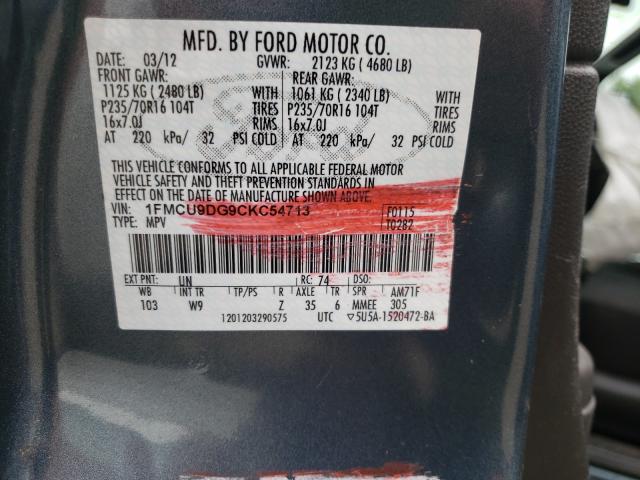 MFD. BY FORD MOTOR CO.
DATE: 03/12 GVWR: 2123 KG (4680 LB)
FRONT GAWR: REAR GAWR:
1125 KG (2480 LB) WITH 1061 KG (2340 LB) WITH
P235/70R16 104T TIRES P235/70R16 104T TIRES
16x7.0J RIMS 16x7.0J RIMS
AT 220 kPa/ 32 PSI COLD AT 220 kPa/ 32 PSI COLD
THIS VEHICLE CONFORMS TO ALL APPLICABLE FEDERAL MOTOR
VEHICLE SAFETY AND THEFT PREVENTION STANDARDS IN
EFFECT ON THE DATE OF MANUFACTURE SHOWN ABOVE.
VIN: 1FMCU9DG9CKC54713 F0115
TYPE: MPV T0282
EXT PNT: UN RC: 74 DSO:
WB INT TR TP/PS R AXLE TR SPR AM71F
103 W9 Z 35 6 MMEE 305
1201203290575 UTC ▽5U5A-1520472-BA